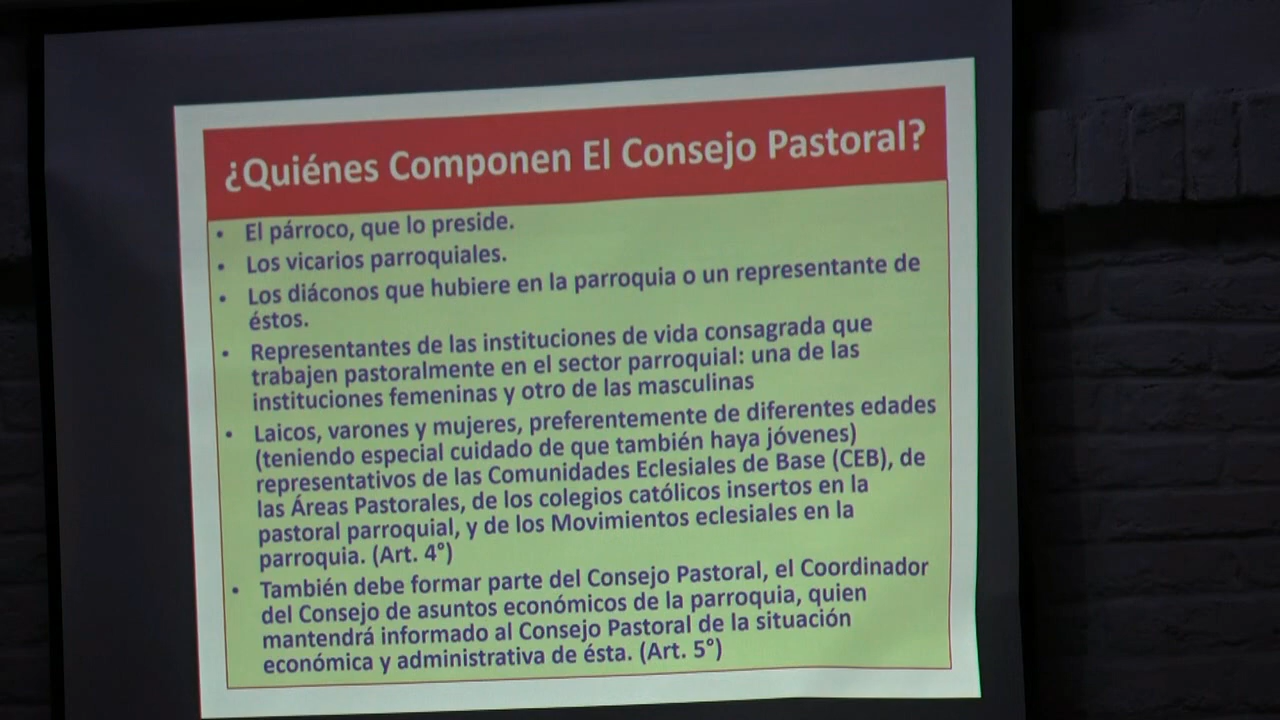 ¿Quiénes Componen El Consejo Pastoral?
• El párroco, que lo preside.
• Los vicarios parroquiales.
• Los diáconos que hubiere en la parroquia o un representante de
éstos.
• Representantes de las instituciones de vida consagrada que
trabajen pastoralmente en el sector parroquial: una de las
instituciones femeninas y otro de las masculinas
• Laicos, varones y mujeres, preferentemente de diferentes edades
(teniendo especial cuidado de que también haya jóvenes)
representativos de las Comunidades Eclesiales de Base (CEB), de
las Áreas Pastorales, de los colegios católicos insertos en la
pastoral parroquial, y de los Movimientos eclesiales en la
parroquia. (Art. 4°)
• También debe formar parte del Consejo Pastoral, el Coordinador
del Consejo de asuntos económicos de la parroquia, quien
mantendrá informado al Consejo Pastoral de la situación
económica y administrativa de ésta. (Art. 5°)